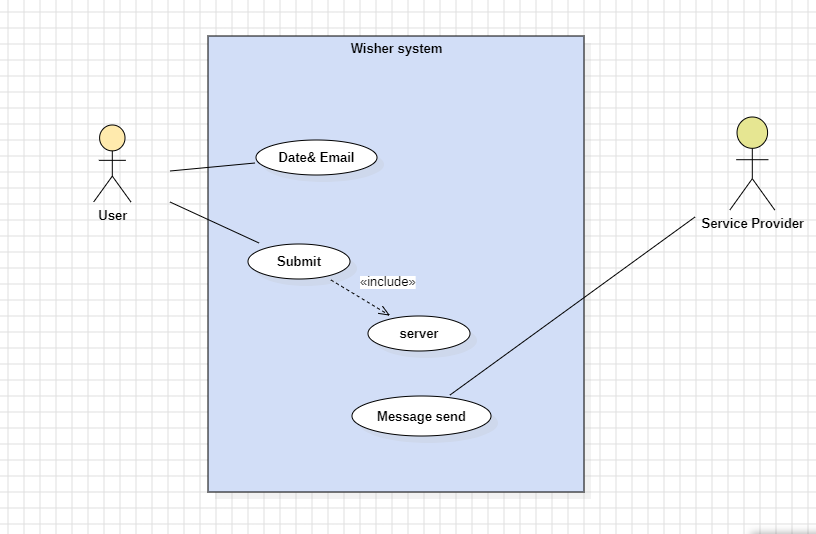 Wisher system
Date& Email
User
Service Provider
Submit
«include»
server
Message send